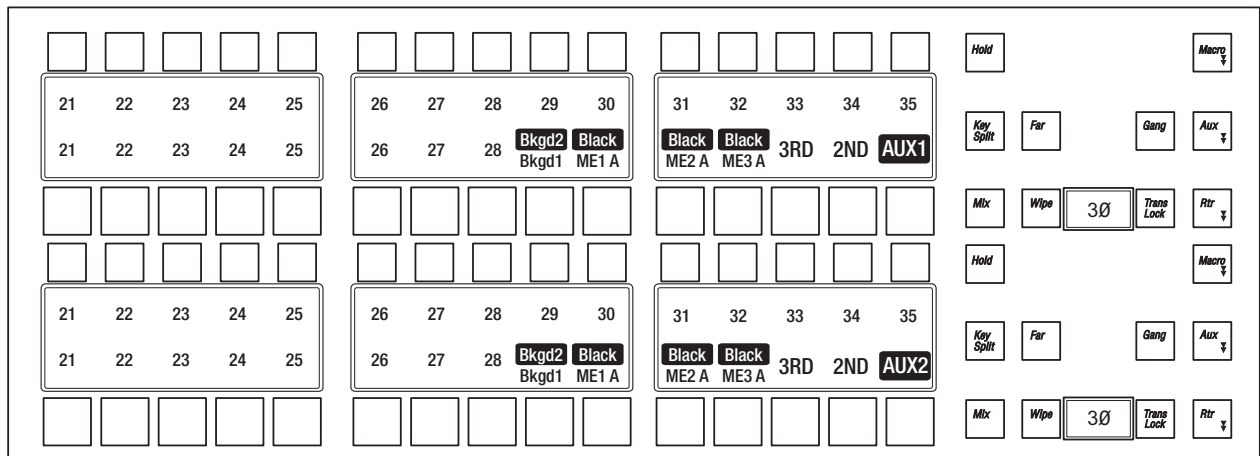 Hold Macro
21 22 23 24 25 26 27 28 29 30 31 32 33 34 35
Key Split Far Gang Aux
21 22 23 24 25 26 27 28 Bkgd2 Black Black Black 3RD 2ND AUX1
Bkgd1 ME1 A ME2 A ME3 A
Mix Wipe 3Ø Trans Lock Rtr
Hold Macro
21 22 23 24 25 26 27 28 29 30 31 32 33 34 35
Key Split Far Gang Aux
21 22 23 24 25 26 27 28 Bkgd2 Black Black Black 3RD 2ND AUX2
Bkgd1 ME1 A ME2 A ME3 A
Mix Wipe 3Ø Trans Lock Rtr